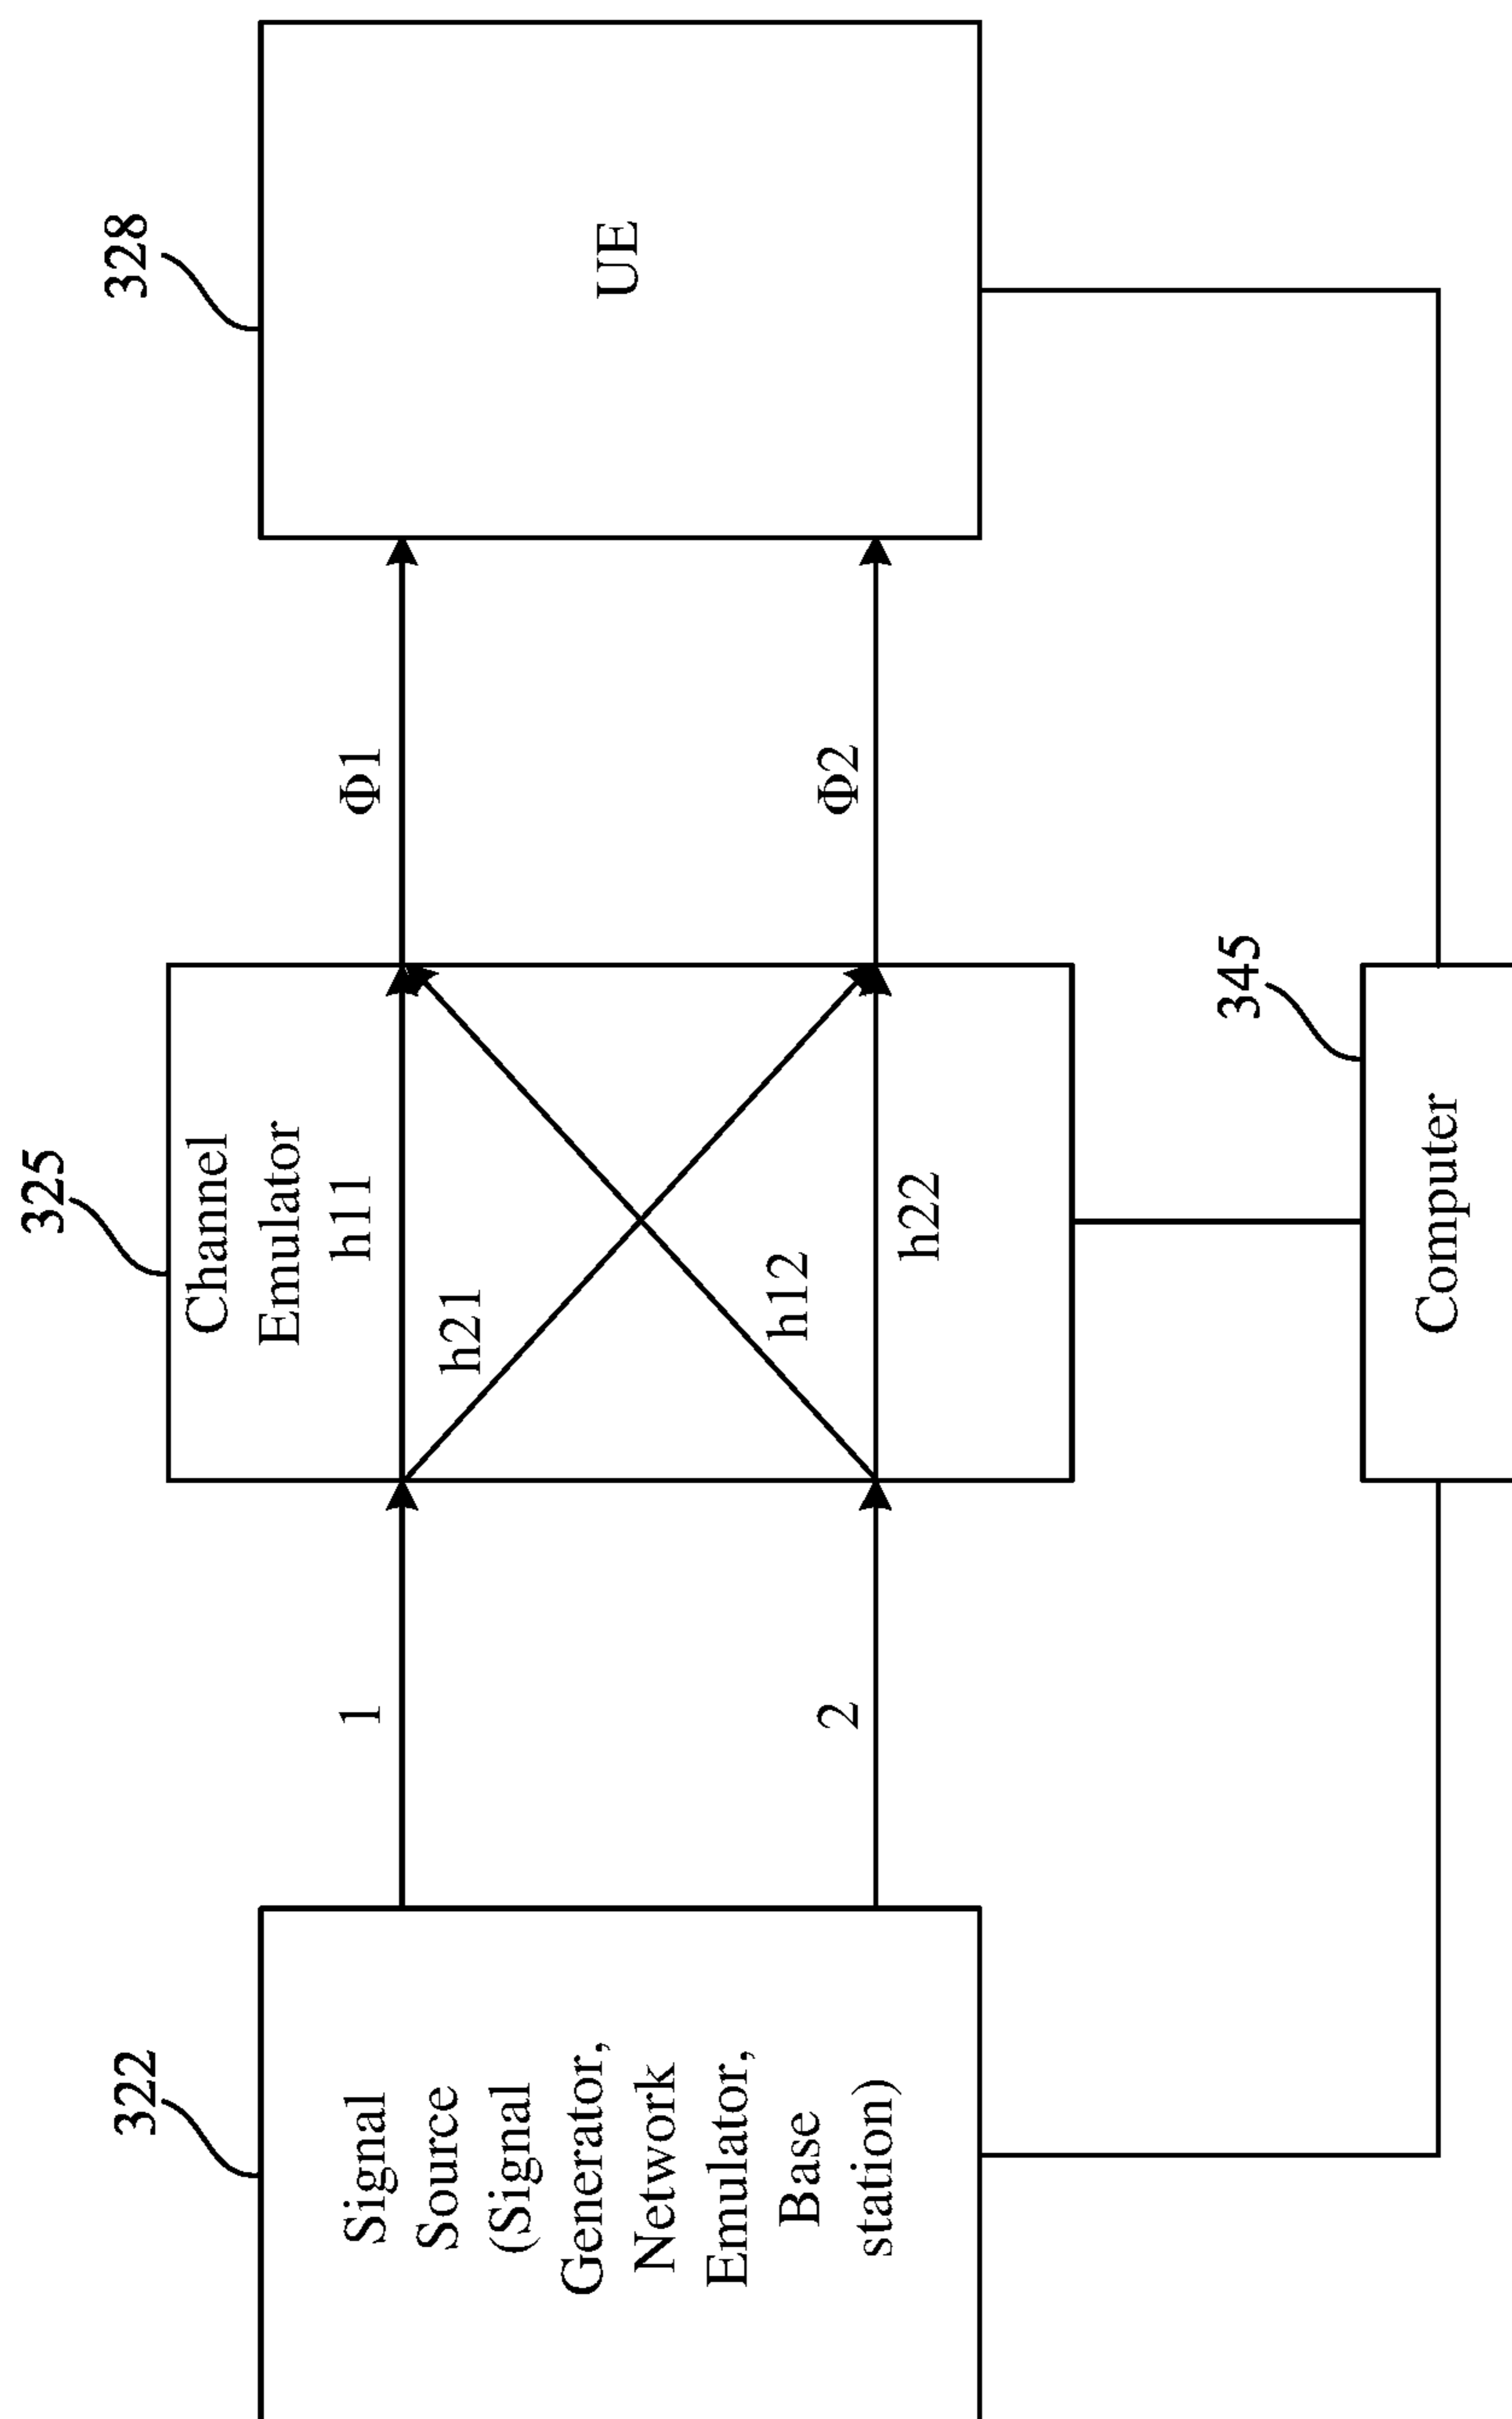 322
Signal
Source
(Signal
Generator,
Network
Emulator,
Base
station)
1
2
325
Channel
Emulator
h11
h21
h12
h22
Φ1
Φ2
328
UE
345
Computer